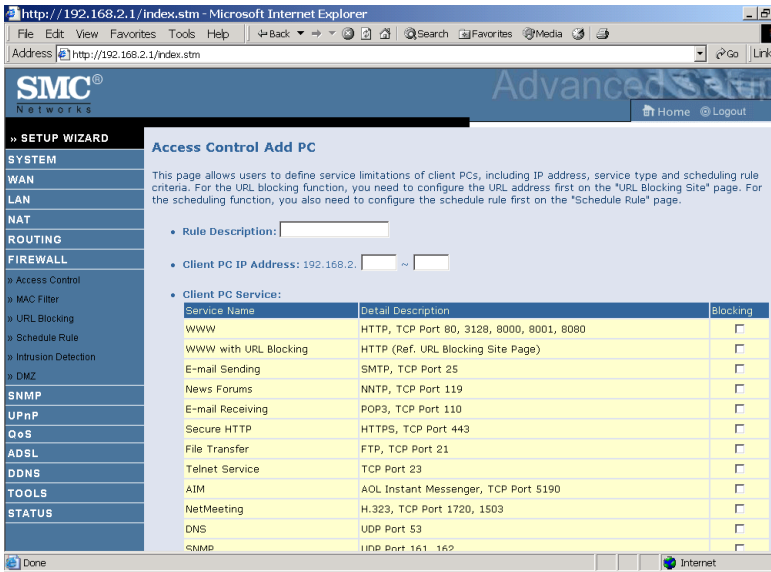 http://192.168.2.1/index.stm - Microsoft Internet Explorer
File Edit View Favorites Tools Help Back Search Favorites Media
Address http://192.168.2.1/index.stm Go
SMC®
Networks
Advanced Setup
Home Logout
» SETUP WIZARD
SYSTEM
WAN
LAN
NAT
ROUTING
FIREWALL
» Access Control
» MAC Filter
» URL Blocking
» Schedule Rule
» Intrusion Detection
» DMZ
SNMP
UPnP
QoS
ADSL
DDNS
TOOLS
STATUS
Access Control Add PC
This page allows users to define service limitations of client PCs, including IP address, service type and scheduling rule
criteria. For the URL blocking function, you need to configure the URL address first on the "URL Blocking Site" page. For
the scheduling function, you also need to configure the schedule rule first on the "Schedule Rule" page.
• Rule Description:
• Client PC IP Address: 192.168.2. ~
• Client PC Service:
Service Name Detail Description Blocking
WWW HTTP, TCP Port 80, 3128, 8000, 8001, 8080
WWW with URL Blocking HTTP (Ref. URL Blocking Site Page)
E-mail Sending SMTP, TCP Port 25
News Forums NNTP, TCP Port 119
E-mail Receiving POP3, TCP Port 110
Secure HTTP HTTPS, TCP Port 443
File Transfer FTP, TCP Port 21
Telnet Service TCP Port 23
AIM AOL Instant Messenger, TCP Port 5190
NetMeeting H.323, TCP Port 1720, 1503
DNS UDP Port 53
SNMP UDP Port 161, 162
Done Internet